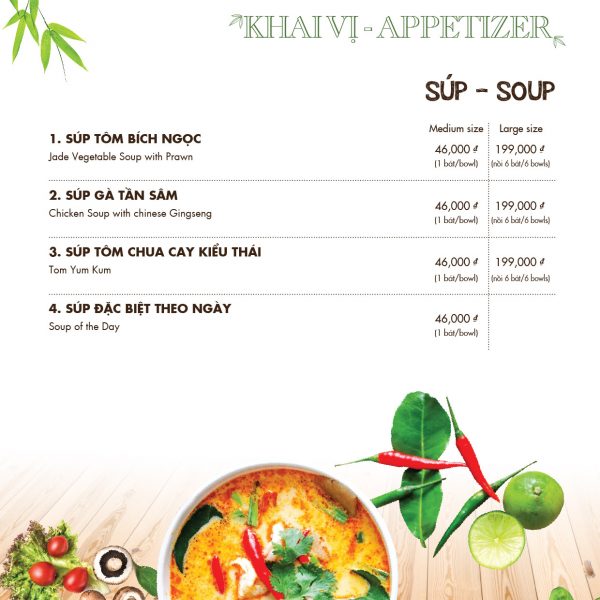 KHAI VỊ - APPETIZER
SÚP - SOUP
Medium size Large size
1. SÚP TÔM BÍCH NGỌC
Jade Vegetable Soup with Prawn
46,000 ₫ 199,000 ₫
(1 bát/bowl) (nồi 6 bát/6 bowls)
2. SÚP GÀ TẦN SÂM
Chicken Soup with chinese Gingseng
46,000 ₫ 199,000 ₫
(1 bát/bowl) (nồi 6 bát/6 bowls)
3. SÚP TÔM CHUA CAY KIỂU THÁI
Tom Yum Kum
46,000 ₫ 199,000 ₫
(1 bát/bowl) (nồi 6 bát/6 bowls)
4. SÚP ĐẶC BIỆT THEO NGÀY
Soup of the Day
46,000 ₫
(1 bát/bowl)